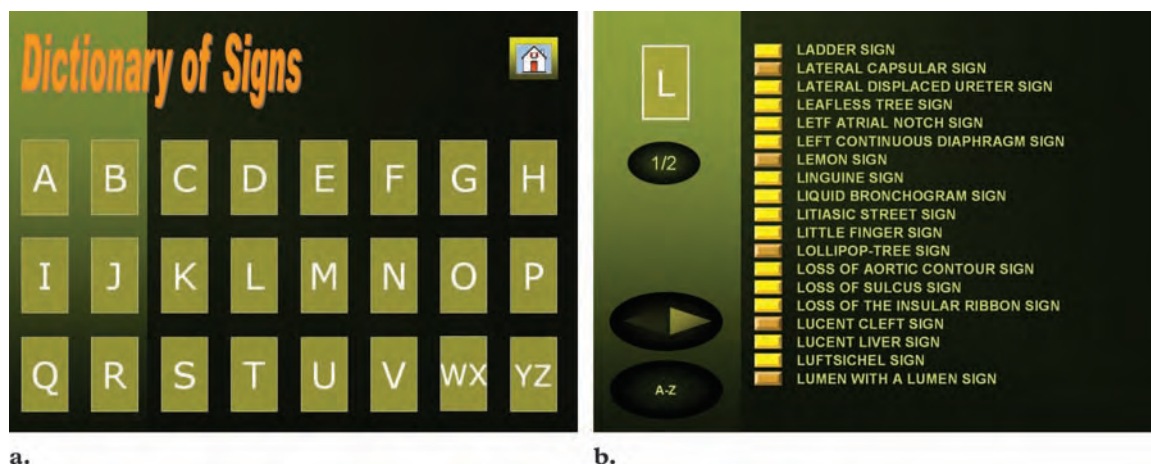 Dictionary of Signs
A B C D E F G H
I J K L M N O P
Q R S T U V WX YZ
a.
L
1/2
A-Z
LADDER SIGN
LATERAL CAPSULAR SIGN
LATERAL DISPLACED URETER SIGN
LEAFLESS TREE SIGN
LETF ATRIAL NOTCH SIGN
LEFT CONTINUOUS DIAPHRAGM SIGN
LEMON SIGN
LINGUINE SIGN
LIQUID BRONCHOGRAM SIGN
LITIASIC STREET SIGN
LITTLE FINGER SIGN
LOLLIPOP-TREE SIGN
LOSS OF AORTIC CONTOUR SIGN
LOSS OF SULCUS SIGN
LOSS OF THE INSULAR RIBBON SIGN
LUCENT CLEFT SIGN
LUCENT LIVER SIGN
LUFTSICHEL SIGN
LUMEN WITH A LUMEN SIGN
b.